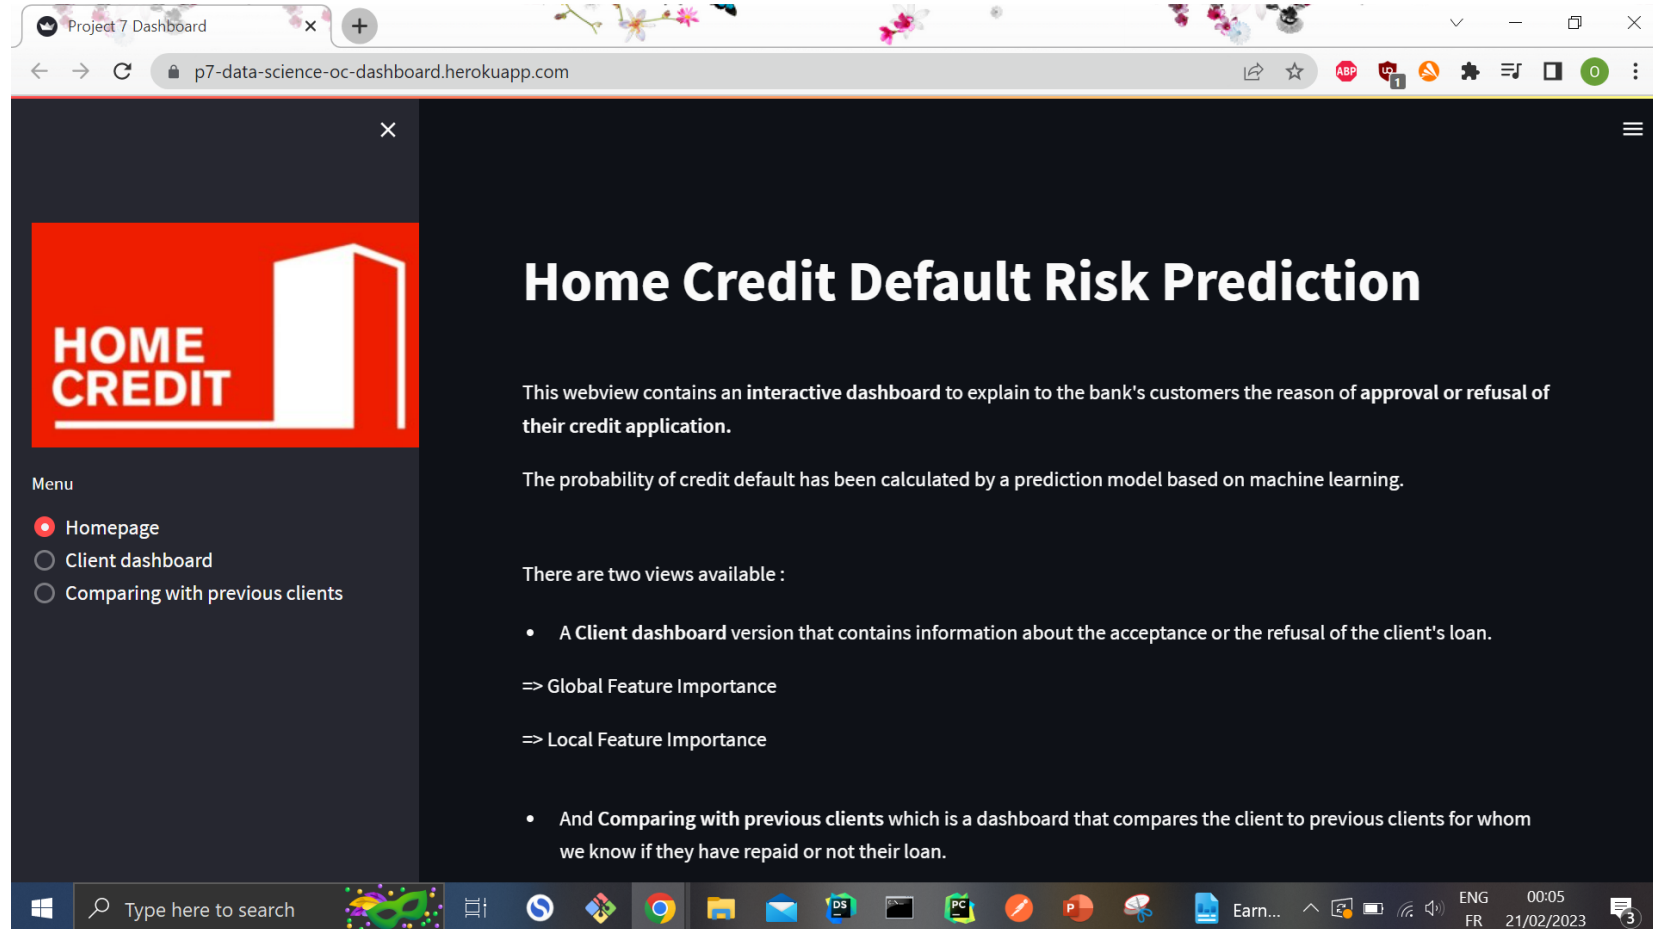 Project 7 Dashboard
p7-data-science-oc-dashboard.herokuapp.com
ABP
1
O
HOME
CREDIT
Menu
Homepage
Client dashboard
Comparing with previous clients
Home Credit Default Risk Prediction
This webview contains an interactive dashboard to explain to the bank's customers the reason of approval or refusal of
their credit application.
The probability of credit default has been calculated by a prediction model based on machine learning.
There are two views available :
• A Client dashboard version that contains information about the acceptance or the refusal of the client's loan.
=> Global Feature Importance
=> Local Feature Importance
• And Comparing with previous clients which is a dashboard that compares the client to previous clients for whom
we know if they have repaid or not their loan.
Type here to search
S
DS
PC
P
Earn...
ENG
FR
00:05
21/02/2023
3